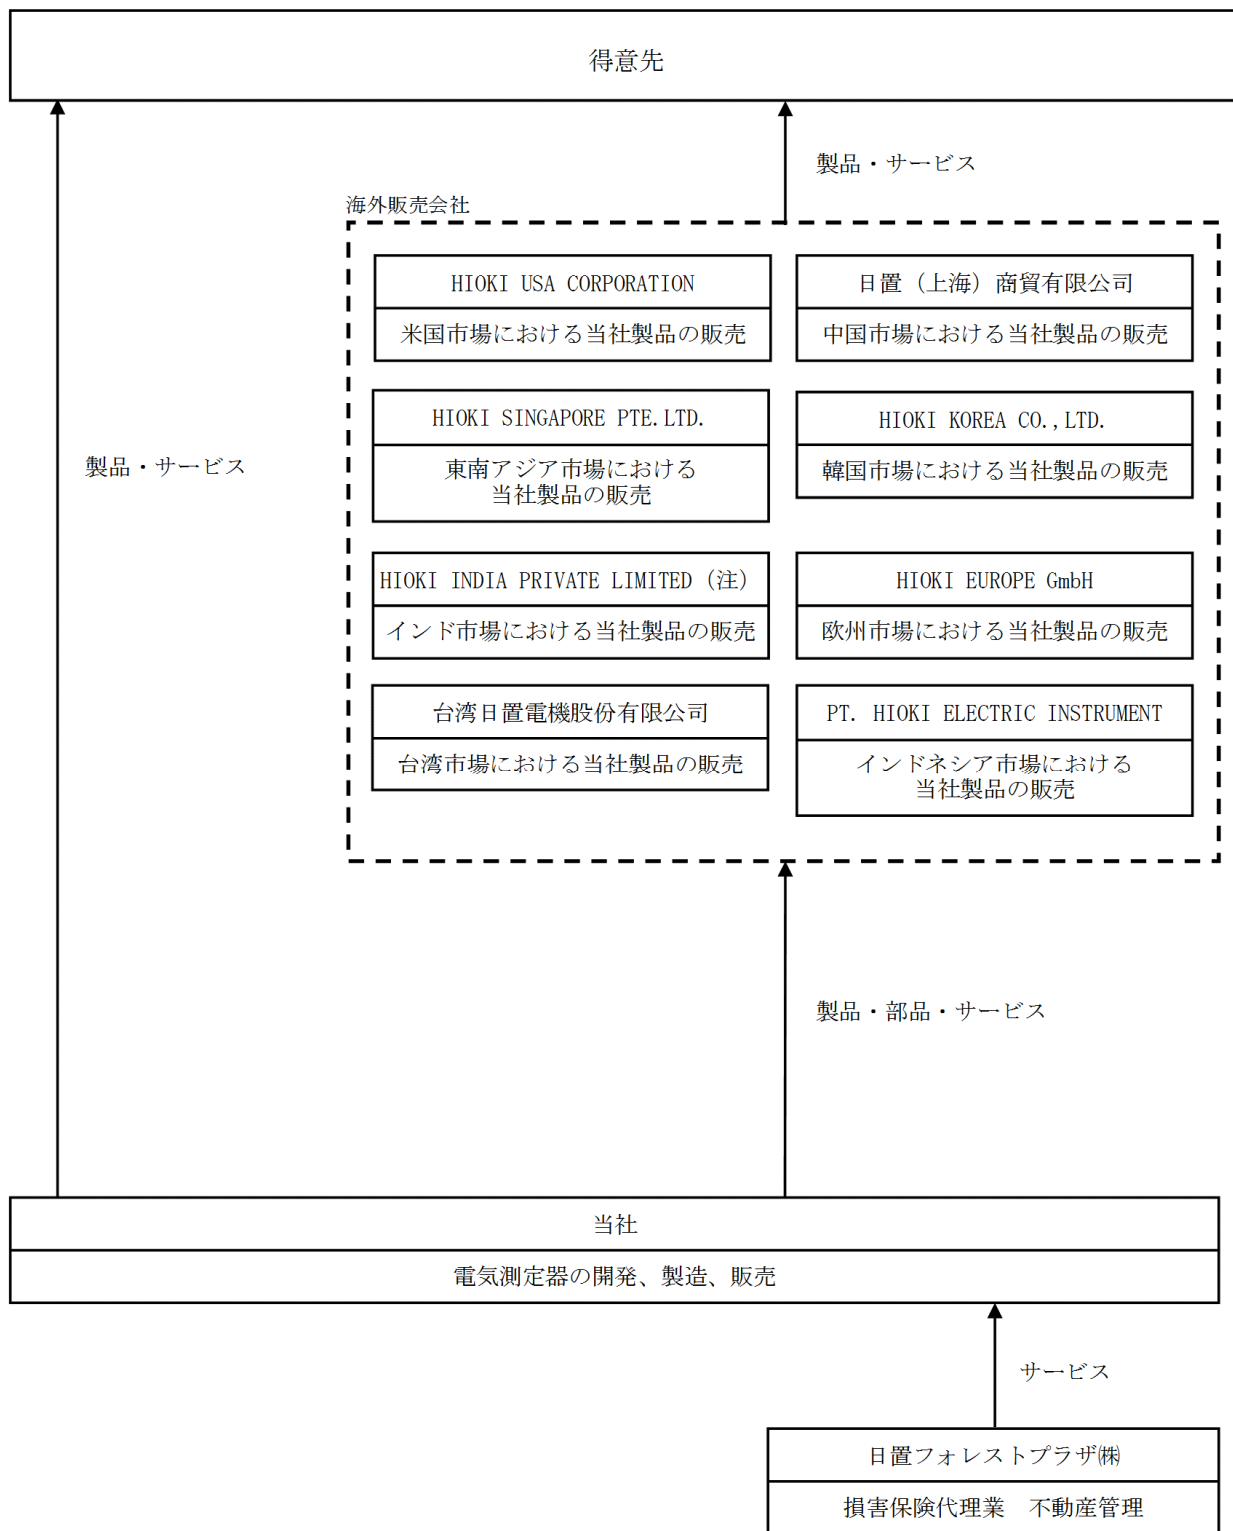 得意先
製品・サービス
海外販売会社
HIOKI USA CORPORATION
米国市場における当社製品の販売
日置（上海）商貿有限公司
中国市場における当社製品の販売
HIOKI SINGAPORE PTE.LTD.
東南アジア市場における
当社製品の販売
HIOKI KOREA CO.,LTD.
韓国市場における当社製品の販売
製品・サービス
HIOKI INDIA PRIVATE LIMITED（注）
インド市場における当社製品の販売
HIOKI EUROPE GmbH
欧州市場における当社製品の販売
台湾日置電機股份有限公司
台湾市場における当社製品の販売
PT. HIOKI ELECTRIC INSTRUMENT
インドネシア市場における
当社製品の販売
製品・部品・サービス
当社
電気測定器の開発、製造、販売
サービス
日置フォレストプラザ㈱
損害保険代理業　不動産管理